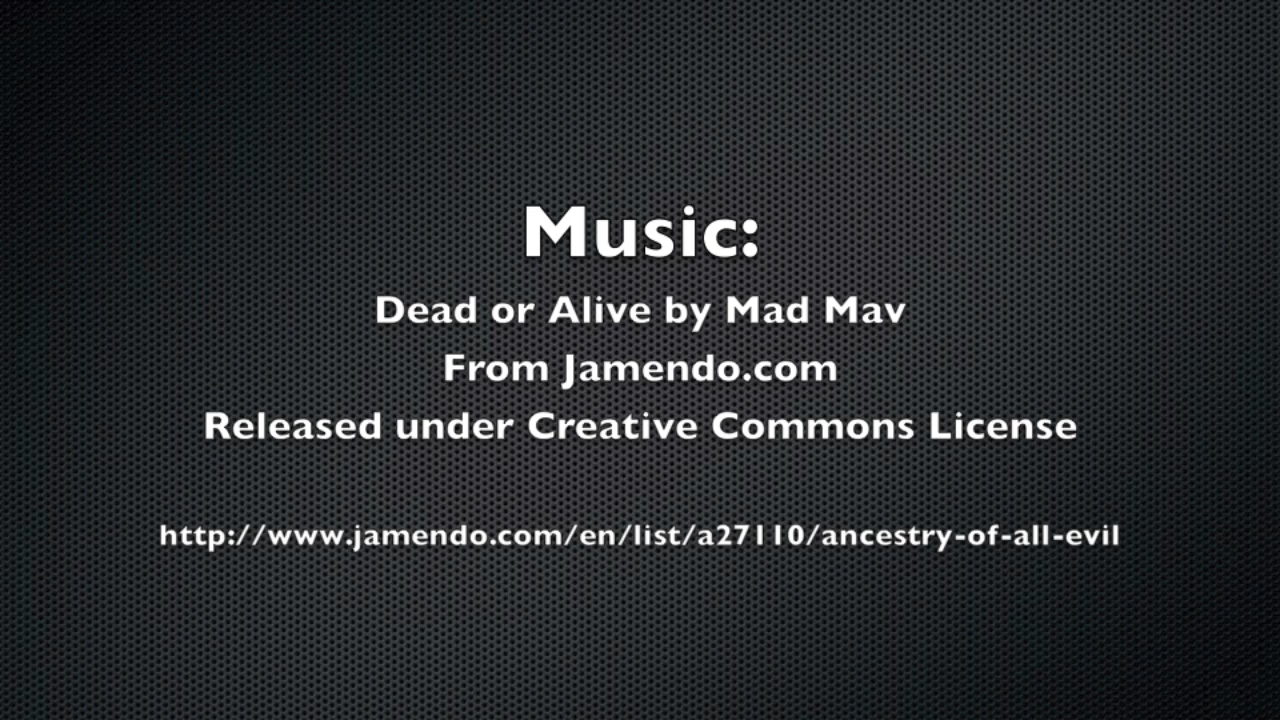 Music:
Dead or Alive by Mad Mav
From Jamendo.com
Released under Creative Commons License
http://www.jamendo.com/en/list/a27110/ancestry-of-all-evil